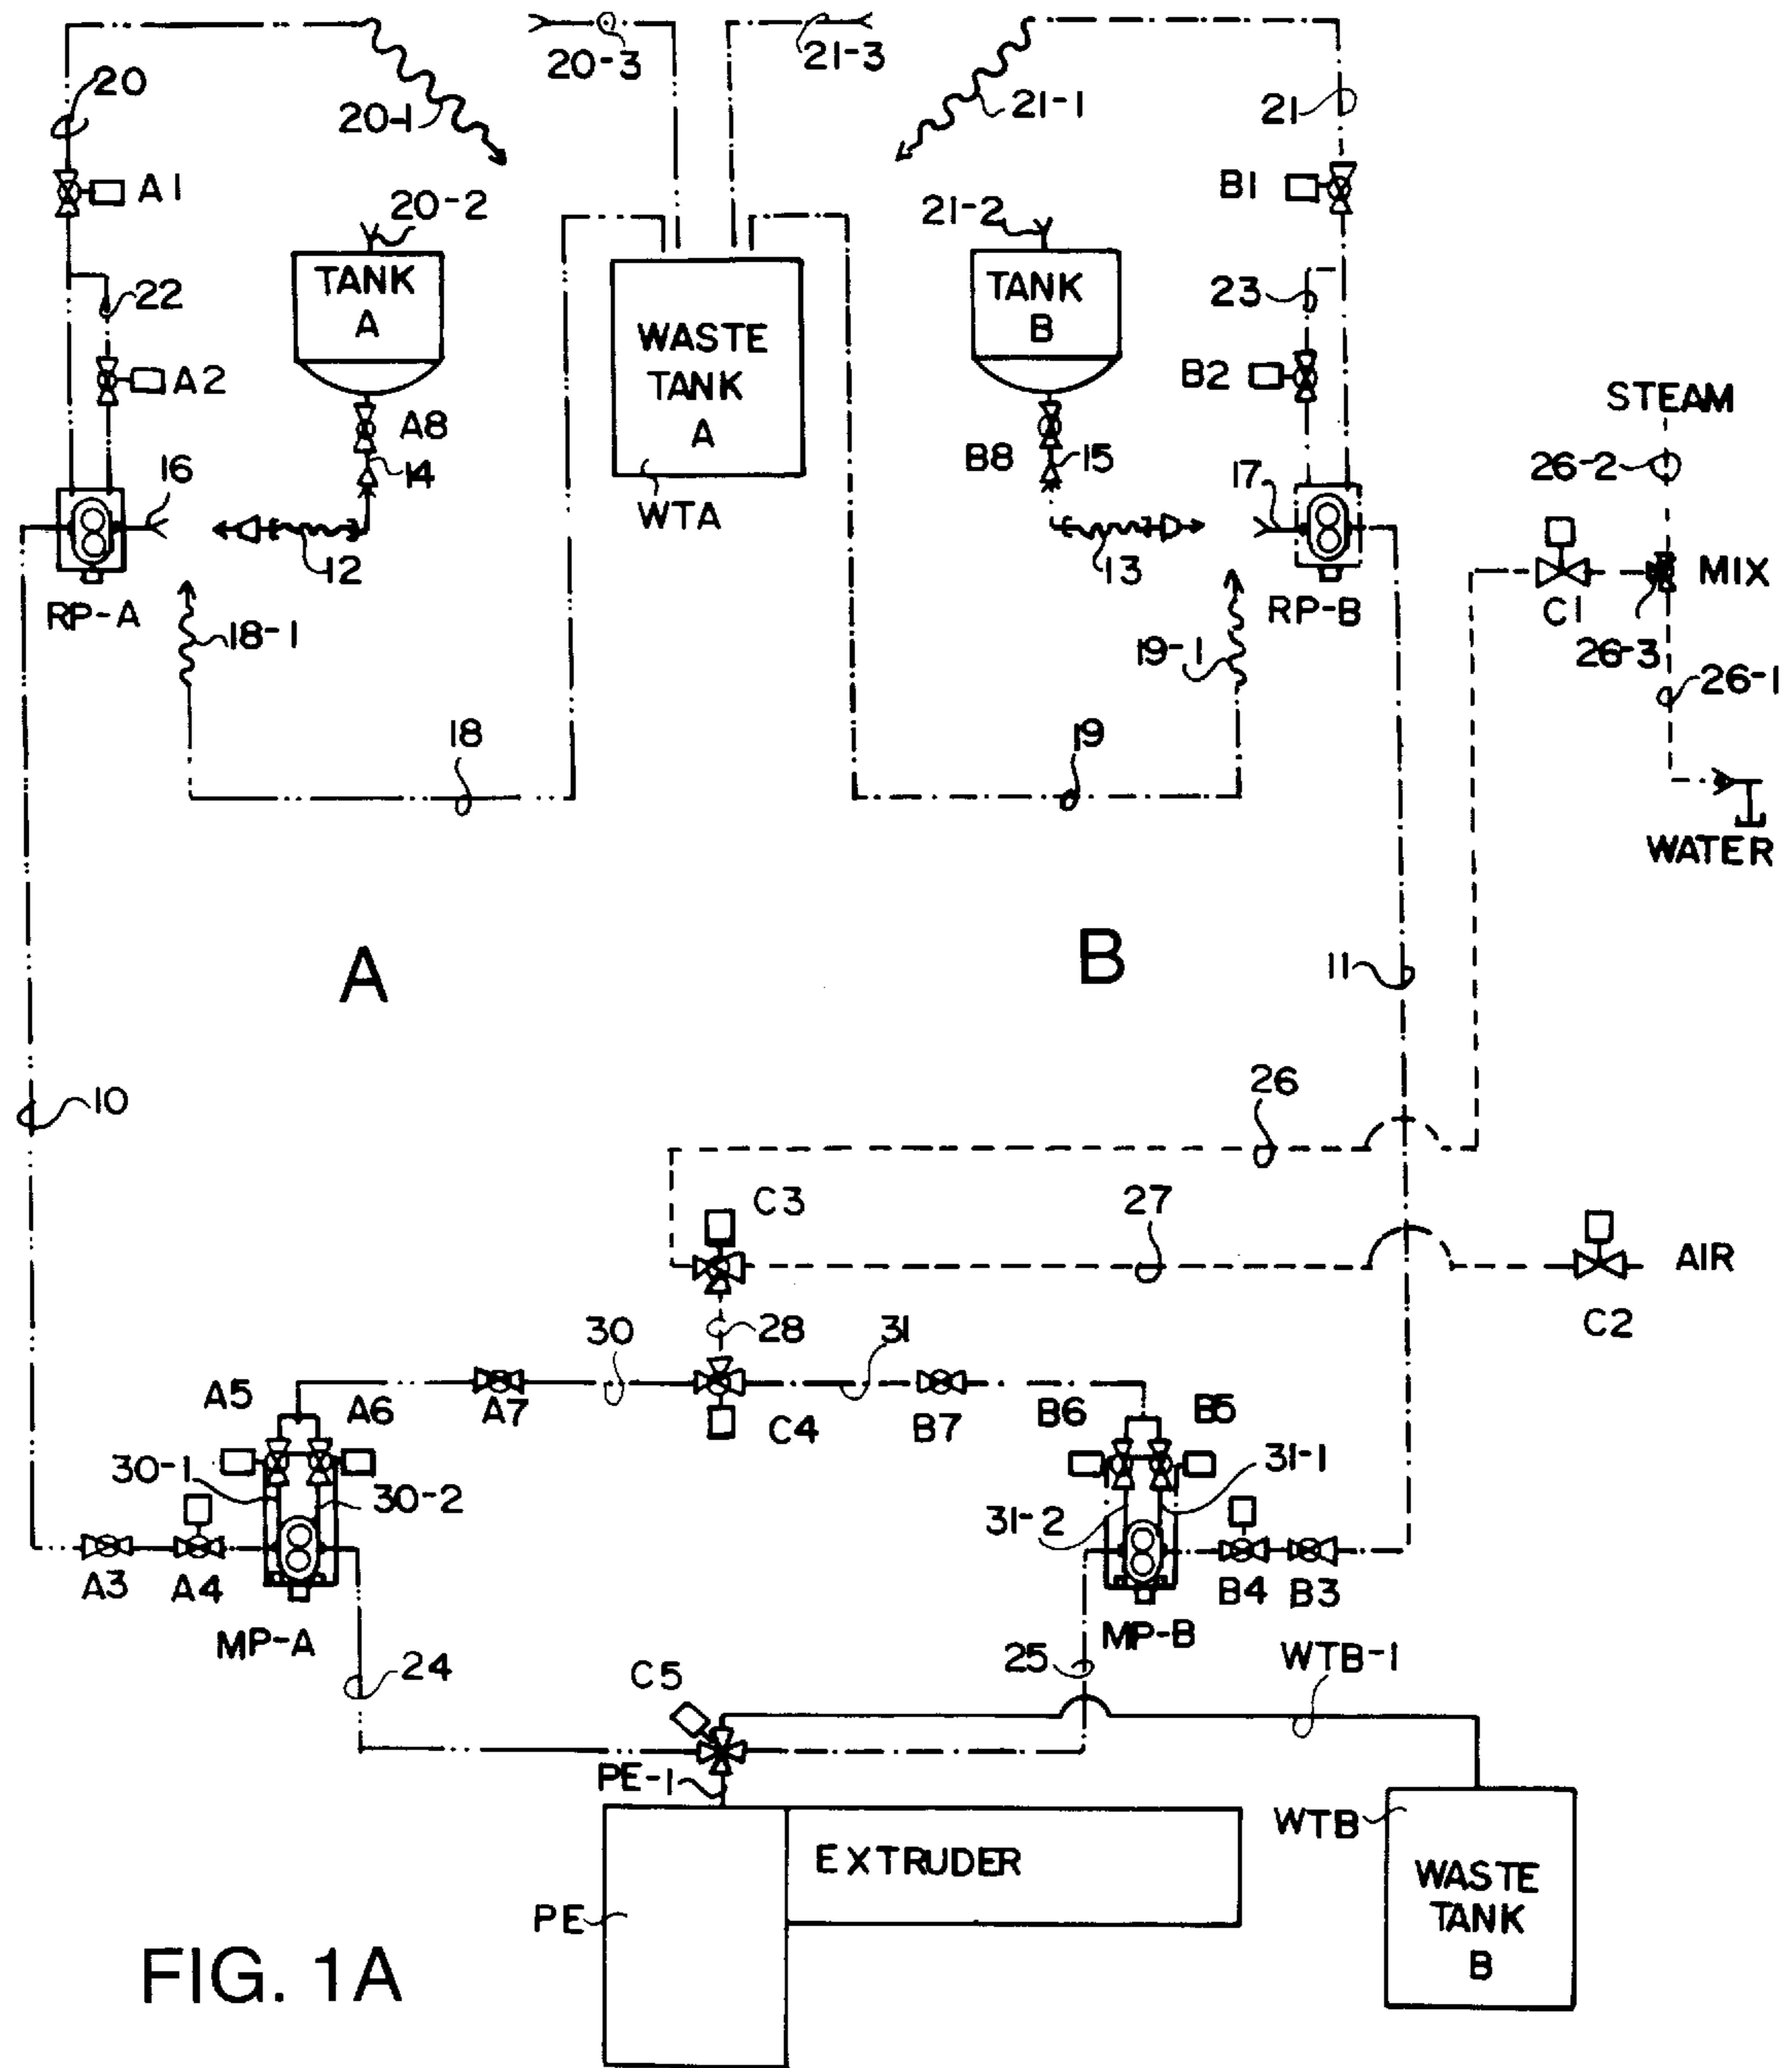 20
20-1
20-3
21-3
21-1
21
A1
20-2
21-2
B1
22
TANK
A
WASTE
TANK
A
TANK
B
23
A2
B2
STEAM
A8
14
B8
15
26-2
16
WTA
17
12
13
C1
MIX
RP-A
RP-B
26-3
18-1
19-1
26-1
18
19
WATER
A
B
11
10
26
C3
27
AIR
C2
30
28
31
A5
A6
A7
C4
B7
B6
B5
30-1
30-2
31-1
31-2
A3
A4
B4
B3
MP-A
MP-B
24
C5
25
WTB-1
PE-1
WTB
EXTRUDER
WASTE
TANK
B
PE
FIG. 1A